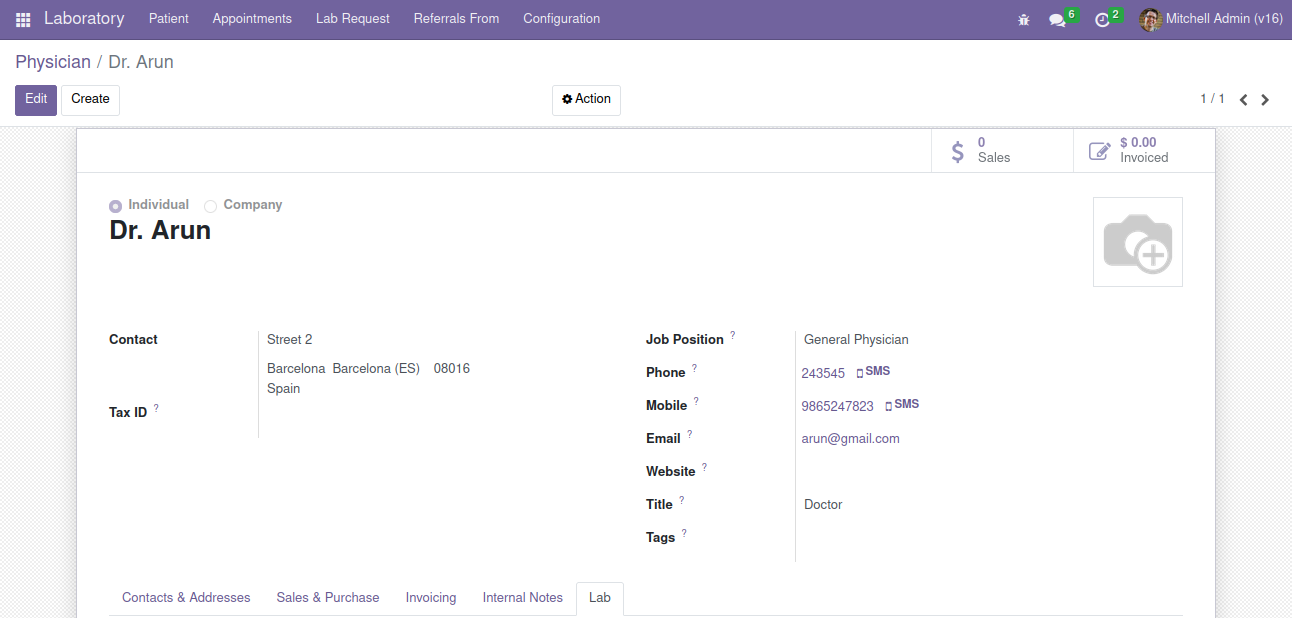 Laboratory Patient Appointments Lab Request Referrals From Configuration 6 2 Mitchell Admin (v16)
Physician / Dr. Arun
Edit Create Action 1 / 1
0
Sales
$ 0.00
Invoiced
Individual Company
Dr. Arun
Contact Street 2
Barcelona Barcelona (ES) 08016
Spain
Tax ID ?
Job Position ? General Physician
Phone ? 243545 SMS
Mobile ? 9865247823 SMS
Email ? arun@gmail.com
Website ?
Title ? Doctor
Tags ?
Contacts & Addresses Sales & Purchase Invoicing Internal Notes Lab